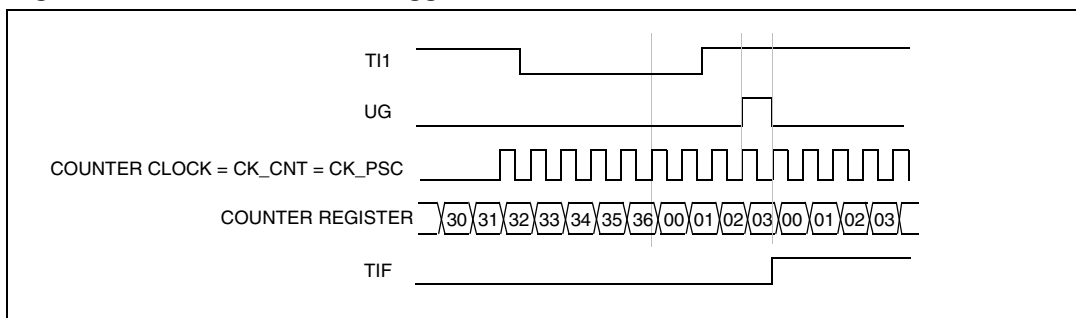 TI1
UG
COUNTER CLOCK = CK_CNT = CK_PSC
COUNTER REGISTER 30 31 32 33 34 35 36 00 01 02 03 00 01 02 03
TIF